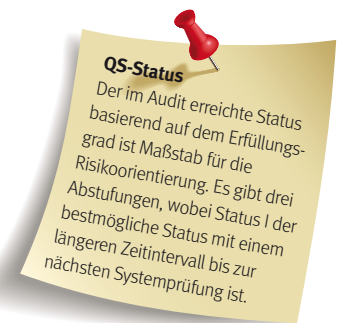 QS-Status
Der im Audit erreichte Status
basierend auf dem Erfüllungs-
grad ist Maßstab für die
Risikoorientierung. Es gibt drei
Abstufungen, wobei Status I der
bestmögliche Status mit einem
längeren Zeitintervall bis zur
nächsten Systemprüfung ist.